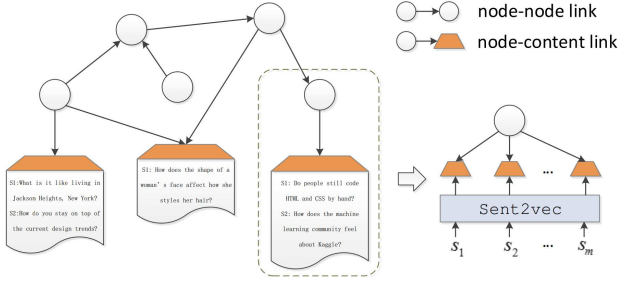 node-node link
node-content link
S1:What is it like living in
Jackson Heights, New York?
S2:How do you stay on top of
the current design trends?
S1: How does the shape of a
woman's face affect how she
styles her hair?
S1: Do people still code
HTML and CSS by hand?
S2: How does the machine
learning community feel
about Kaggle?
...
Sent2vec
s1 s2 ... sm